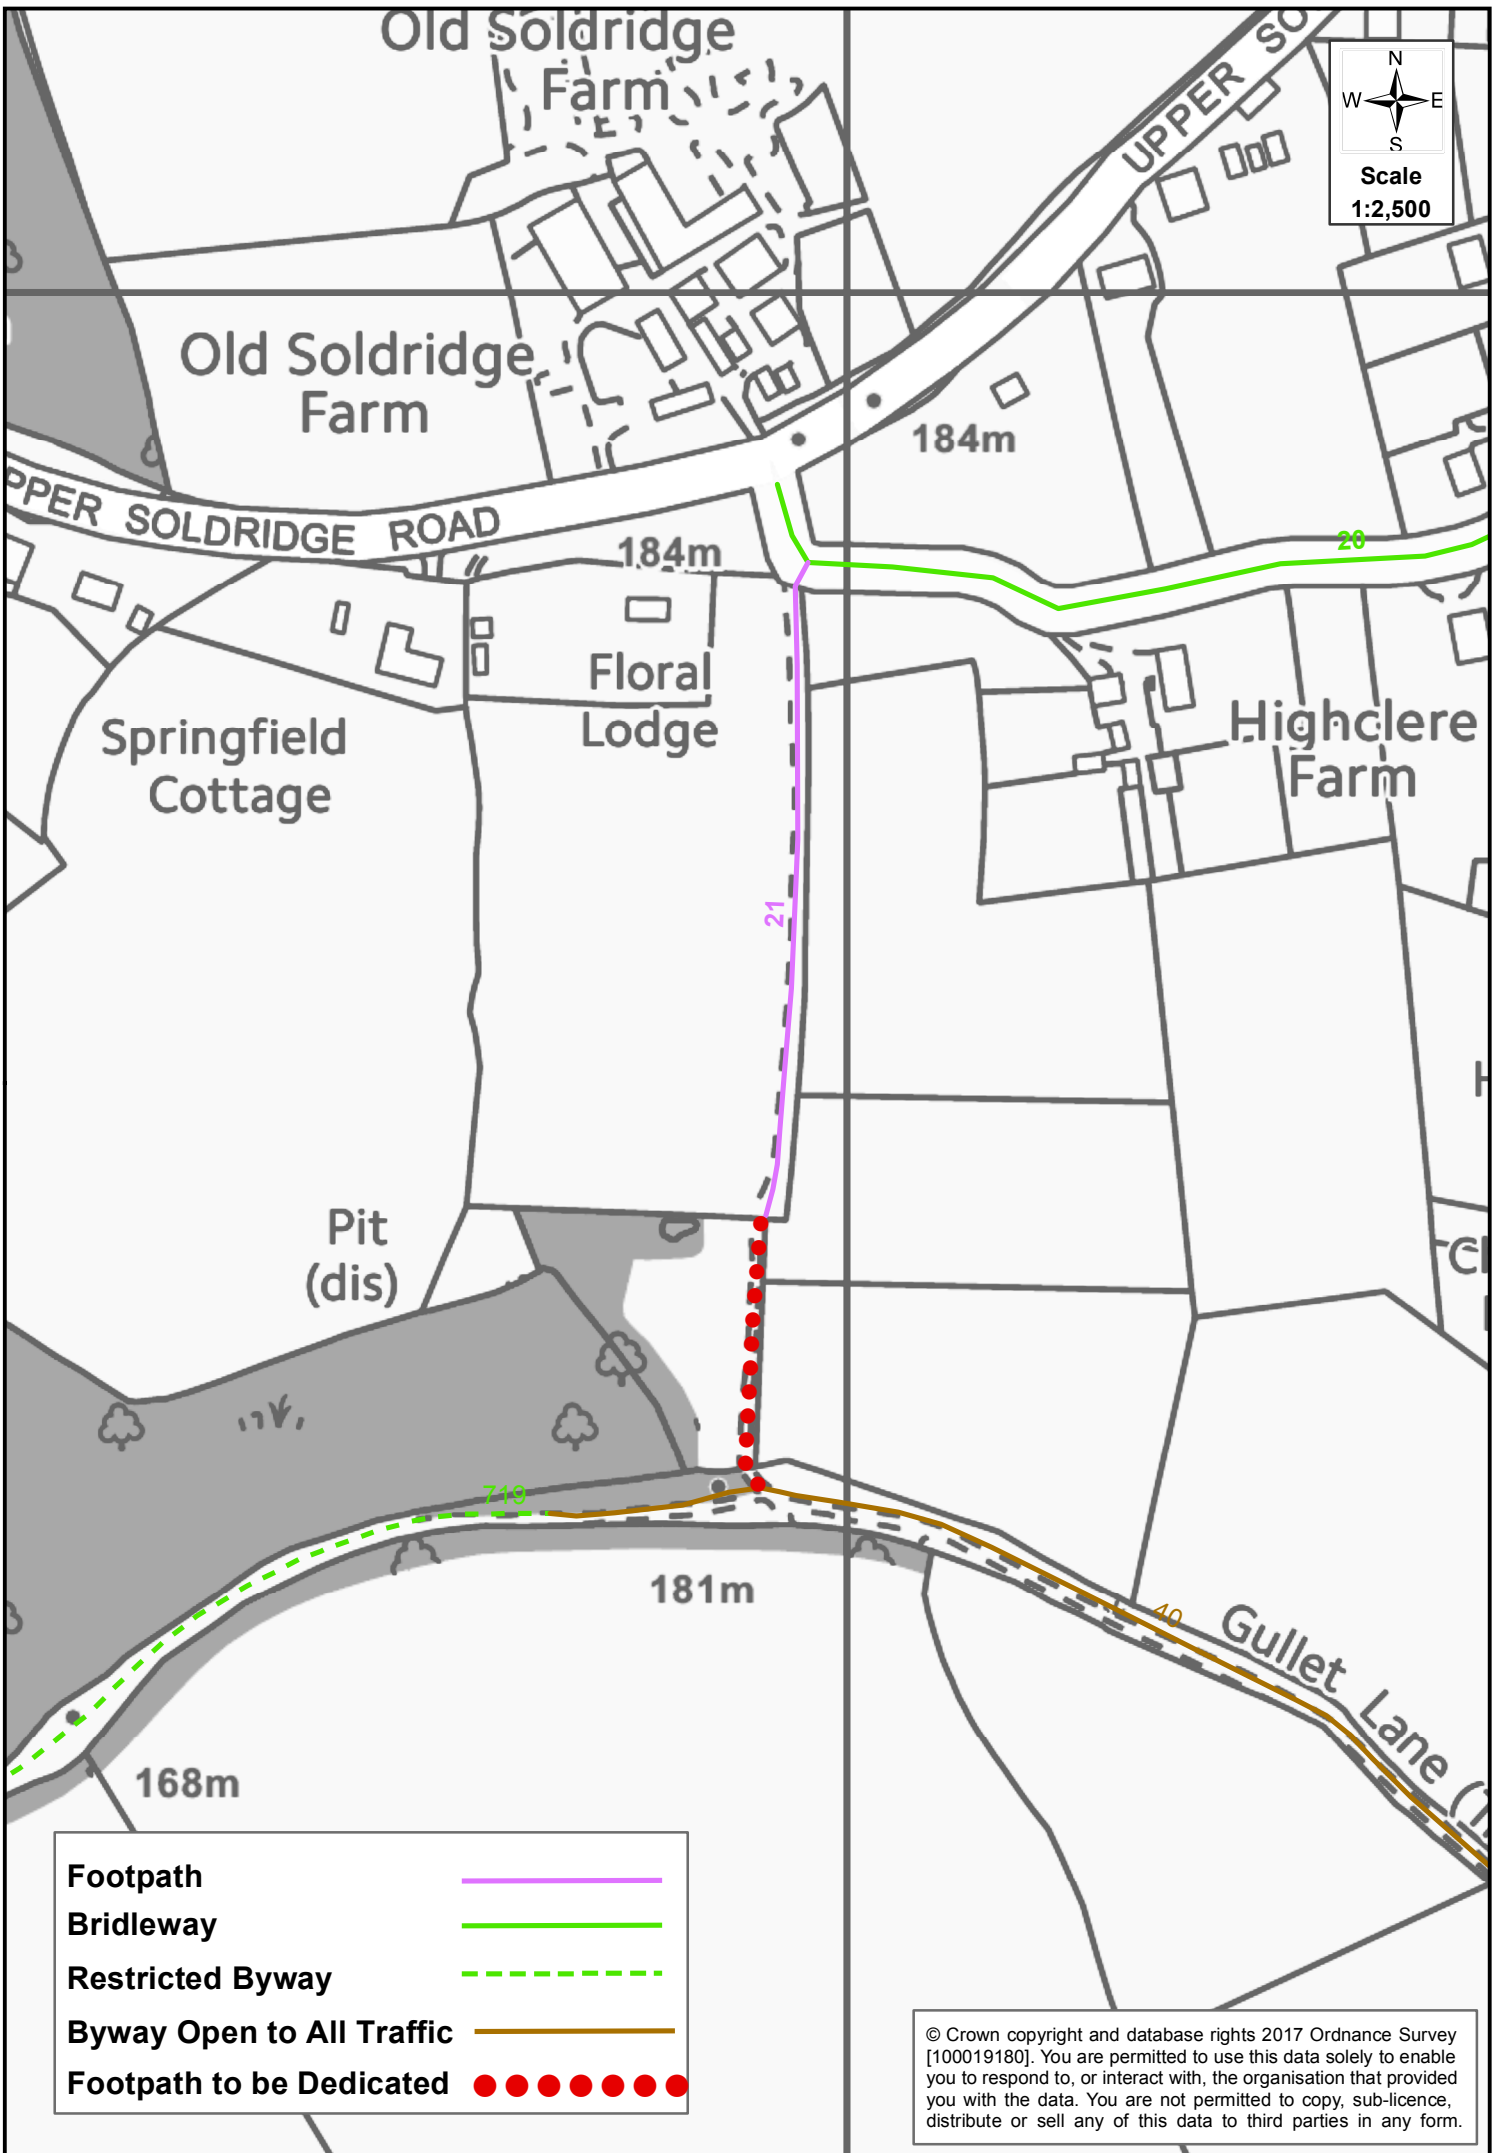 Old Soldridge
Farm
UPPER
N
W E
S
Scale
1:2,500
Old Soldridge
Farm
184m
UPPER SOLDRIDGE ROAD
184m
20
Floral
Lodge
Springfield
Cottage
Highclere
Farm
21
Pit
(dis)
719
181m
40
Gullet Lane
168m
Footpath
Bridleway
Restricted Byway
Byway Open to All Traffic
Footpath to be Dedicated
© Crown copyright and database rights 2017 Ordnance Survey
[100019180]. You are permitted to use this data solely to enable
you to respond to, or interact with, the organisation that provided
you with the data. You are not permitted to copy, sub-licence,
distribute or sell any of this data to third parties in any form.